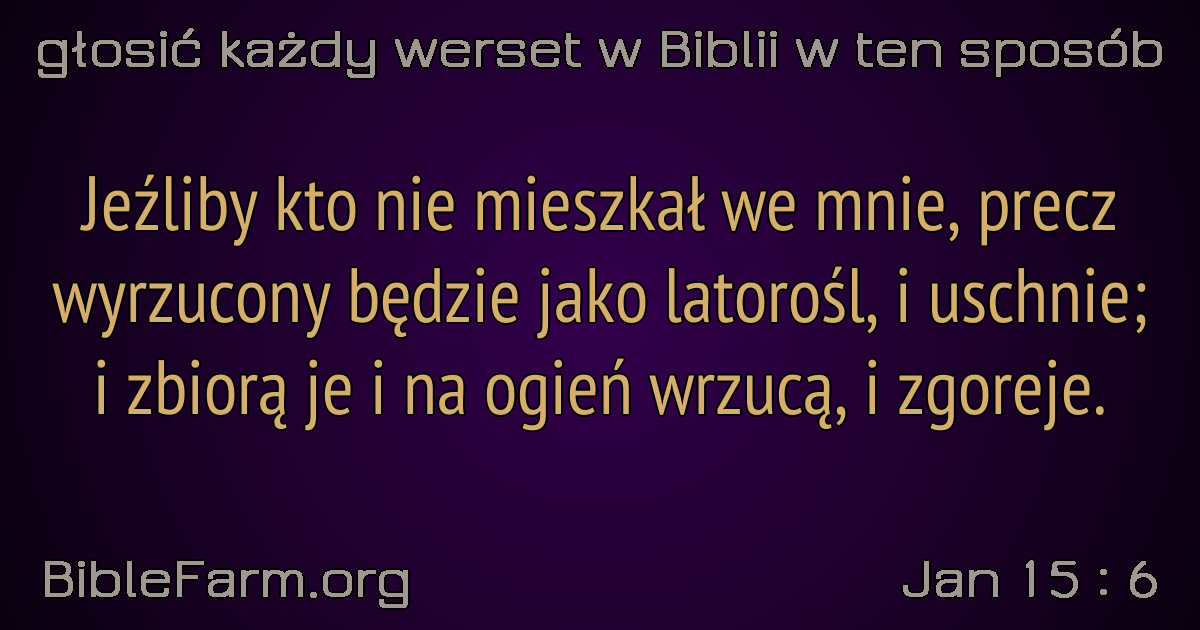 głosić każdy werset w Biblii w ten sposób
Jeźliby kto nie mieszkał we mnie, precz
wyrzucony będzie jako latorośl, i uschnie;
i zbiorą je i na ogień wrzucą, i zgoreje.
BibleFarm.org
Jan 15 : 6